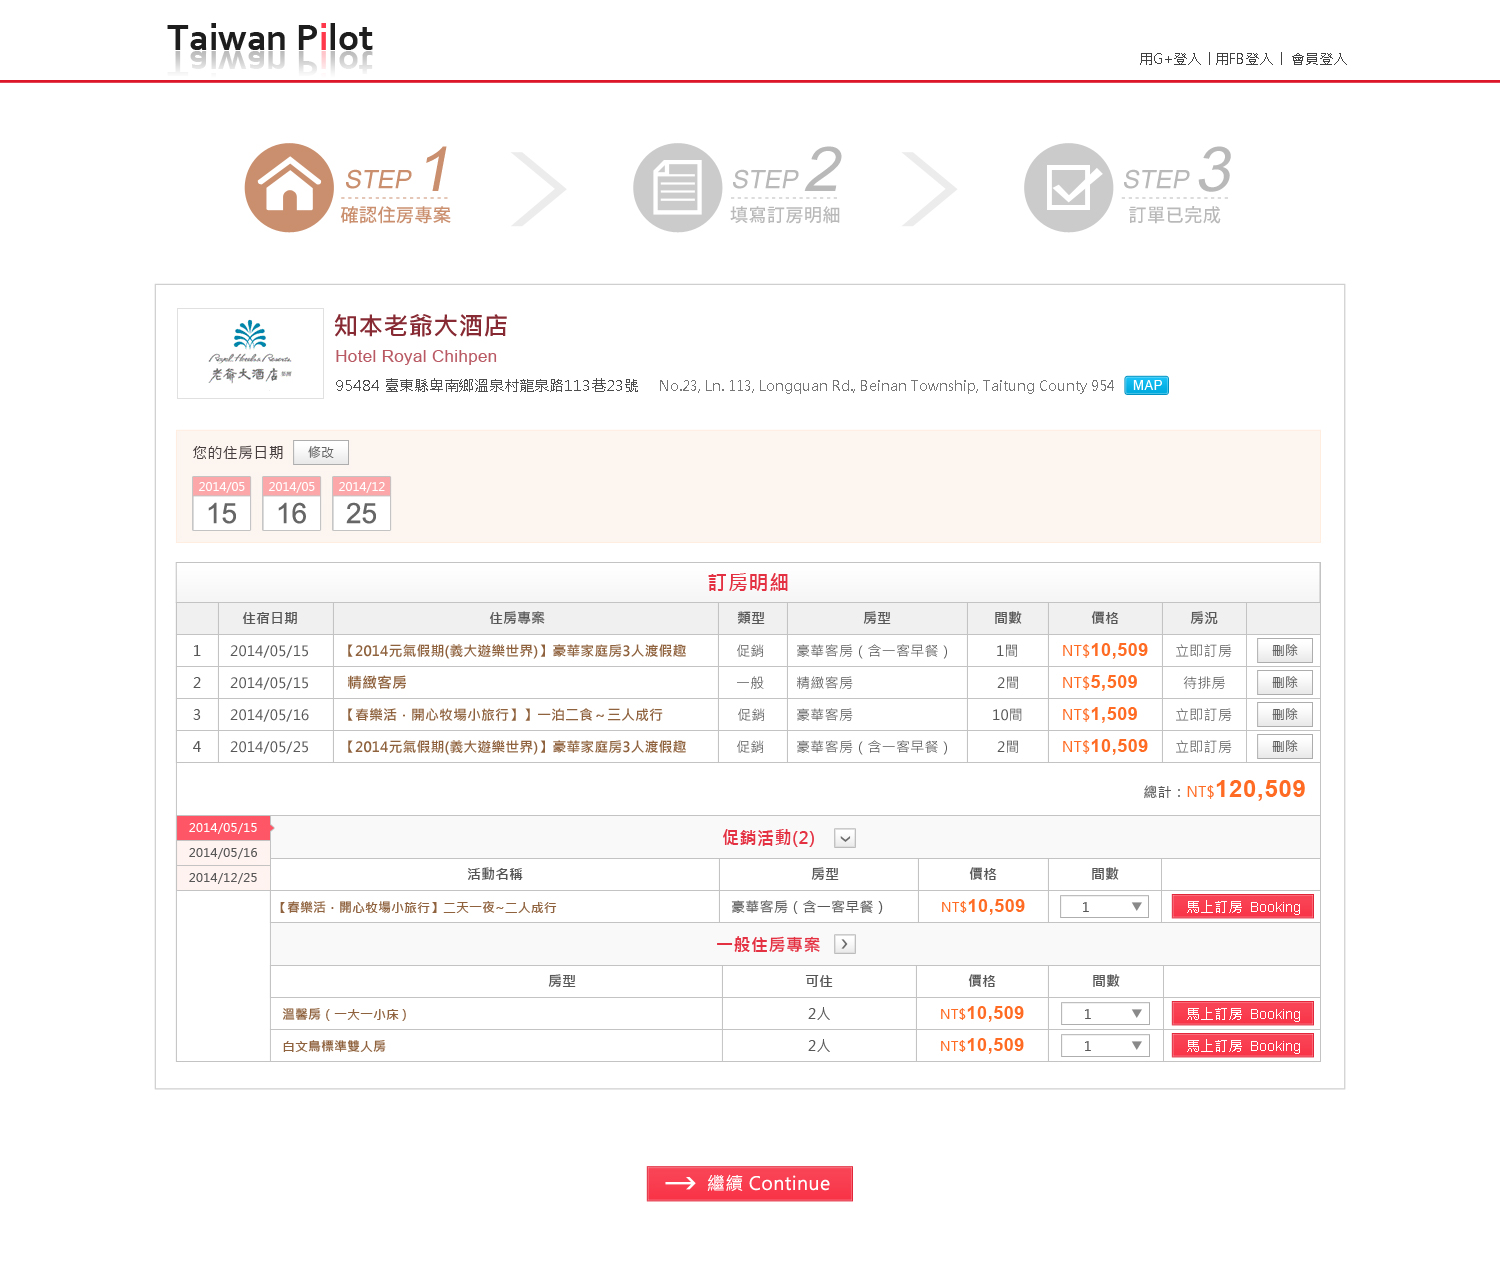 Taiwan Pilot
用G+登入 | 用FB登入 | 會員登入
STEP 1
確認住房專案
STEP 2
填寫訂房明細
STEP 3
訂單已完成
Royal Hotels & Resorts
老爺大酒店
知本老爺大酒店
Hotel Royal Chihpen
95484 臺東縣卑南鄉溫泉村龍泉路113巷23號 No.23, Ln. 113, Longquan Rd., Beinan Township, Taitung County 954 MAP
您的住房日期 修改
2014/05 2014/05 2014/12
15 16 25
訂房明細
住宿日期 住房專案 類型 房型 間數 價格 房況
1 2014/05/15 【2014元氣假期(義大遊樂世界)】豪華家庭房3人渡假趣 促銷 豪華客房(含一客早餐) 1間 NT$10,509 立即訂房 刪除
2 2014/05/15 精緻客房 一般 精緻客房 2間 NT$5,509 待排房 刪除
3 2014/05/16 【春樂活・開心牧場小旅行】】一泊二食~三人成行 促銷 豪華客房 10間 NT$1,509 立即訂房 刪除
4 2014/05/25 【2014元氣假期(義大遊樂世界)】豪華家庭房3人渡假趣 促銷 豪華客房(含一客早餐) 2間 NT$10,509 立即訂房 刪除
總計:NT$120,509
2014/05/15
2014/05/16
2014/12/25
促銷活動(2)
活動名稱 房型 價格 間數
【春樂活・開心牧場小旅行】二天一夜~二人成行 豪華客房(含一客早餐) NT$10,509 1 馬上訂房 Booking
一般住房專案
房型 可住 價格 間數
溫馨房(一大一小床) 2人 NT$10,509 1 馬上訂房 Booking
白文鳥標準雙人房 2人 NT$10,509 1 馬上訂房 Booking
繼續 Continue